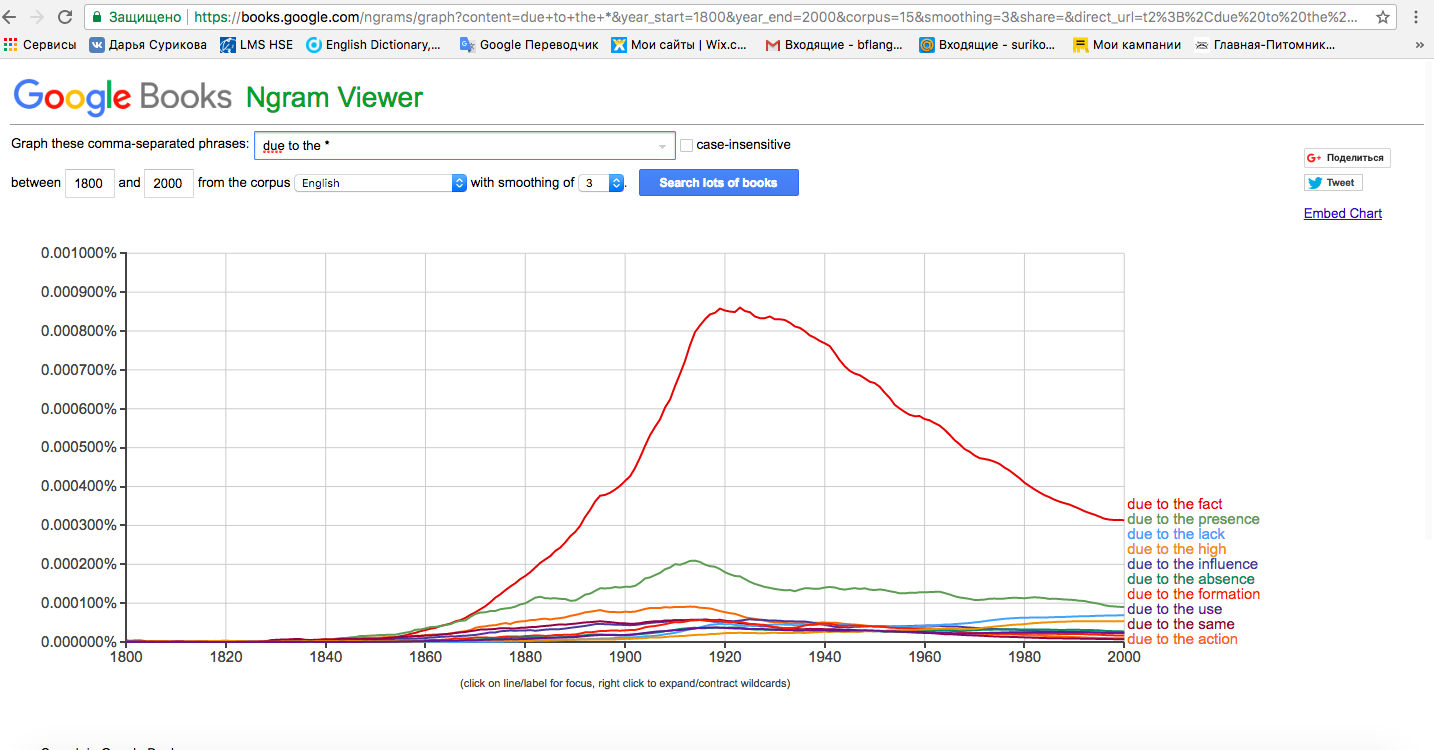 Защищено https://books.google.com/ngrams/graph?content=due+to+the+*&year_start=1800&year_end=2000&corpus=15&smoothing=3&share=&direct_url=t2%3B%2Cdue%20to%20the%2...
Сервисы Дарья Сурикова LMS HSE English Dictionary,... Google Переводчик Мои сайты | Wix.c... Входящие - bflang... Входящие - suriko... Мои кампании Главная-Питомник... »
Google Books Ngram Viewer
Graph these comma-separated phrases: due to the * case-insensitive
G+ Поделиться
between 1800 and 2000 from the corpus English with smoothing of 3 . Search lots of books
Tweet
Embed Chart
0.001000%
0.000900%
0.000800%
0.000700%
0.000600%
0.000500%
0.000400%
0.000300%
0.000200%
0.000100%
0.000000%
due to the fact
due to the presence
due to the lack
due to the high
due to the influence
due to the absence
due to the formation
due to the use
due to the same
due to the action
1800 1820 1840 1860 1880 1900 1920 1940 1960 1980 2000
(click on line/label for focus, right click to expand/contract wildcards)